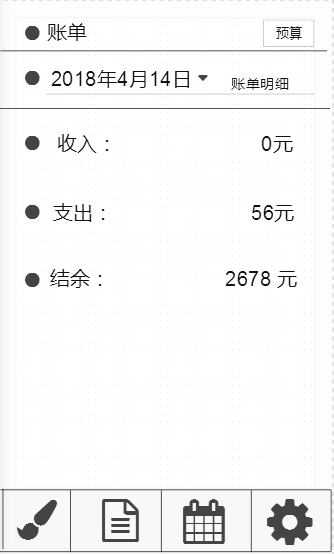 账单 预算
2018年4月14日 账单明细
收入： 0元
支出： 56元
结余： 2678 元